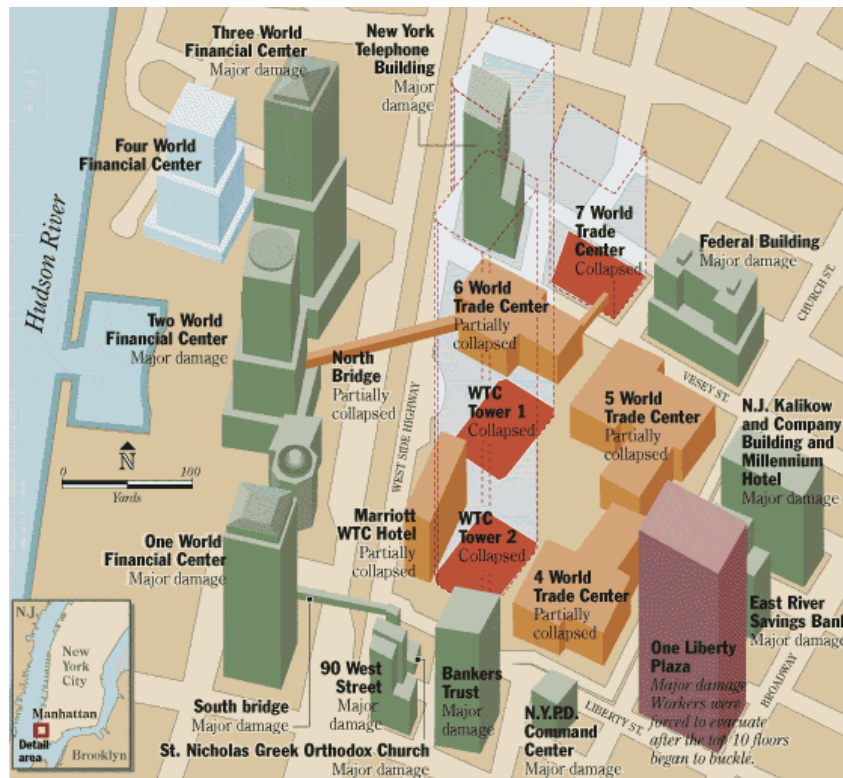 Three World
Financial Center
Major damage
New York
Telephone
Building
Major
damage
Four World
Financial Center
7 World
Trade
Center
Collapsed
Federal Building
Major damage
CHURCH ST.
Hudson River
6 World
Trade Center
Partially
collapsed
Two World
Financial Center
Major damage
North
Bridge
Partially
collapsed
VESEY ST.
WTC
Tower 1
Collapsed
5 World
Trade Center
Partially
collapsed
N.J. Kalikow
and Company
Building and
Millennium
Hotel
Major damage
WEST SIDE HIGHWAY
N
0 100
Yards
Marriott
WTC Hotel
Partially
collapsed
WTC
Tower 2
Collapsed
One World
Financial Center
Major damage
4 World
Trade Center
Partially
collapsed
East River
Savings Bank
Major damage
N.J.
New
York
City
Manhattan
Detail
area
Brooklyn
South bridge
Major damage
90 West
Street
Major
damage
St. Nicholas Greek Orthodox Church
Major damage
Bankers
Trust
Major
damage
N.Y.P.D.
Command
Center
Major damage
LIBERTY ST.
One Liberty
Plaza
Major damage
Workers were
forced to evacuate
after the top 10 floors
began to buckle.
BROADWAY